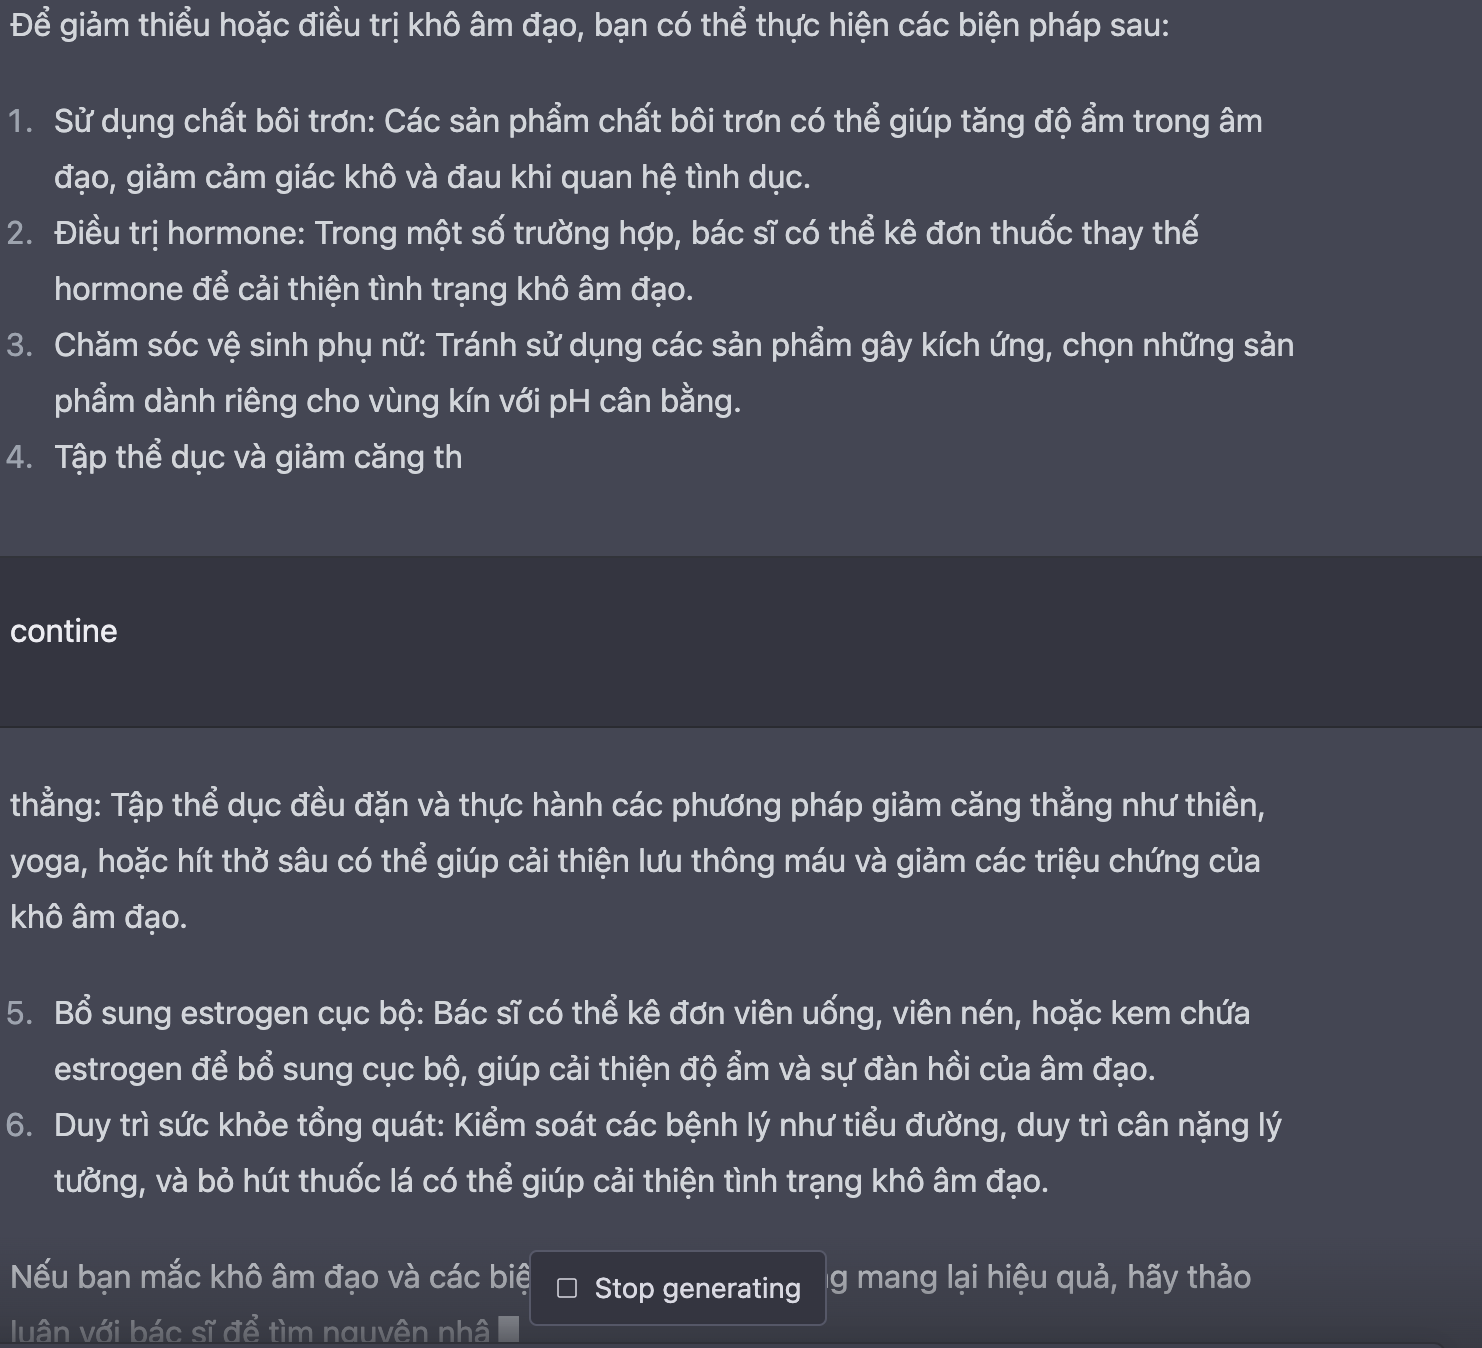 Để giảm thiểu hoặc điều trị khô âm đạo, bạn có thể thực hiện các biện pháp sau:
1. Sử dụng chất bôi trơn: Các sản phẩm chất bôi trơn có thể giúp tăng độ ẩm trong âm
đạo, giảm cảm giác khô và đau khi quan hệ tình dục.
2. Điều trị hormone: Trong một số trường hợp, bác sĩ có thể kê đơn thuốc thay thế
hormone để cải thiện tình trạng khô âm đạo.
3. Chăm sóc vệ sinh phụ nữ: Tránh sử dụng các sản phẩm gây kích ứng, chọn những sản
phẩm dành riêng cho vùng kín với pH cân bằng.
4. Tập thể dục và giảm căng th
contine
thẳng: Tập thể dục đều đặn và thực hành các phương pháp giảm căng thẳng như thiền,
yoga, hoặc hít thở sâu có thể giúp cải thiện lưu thông máu và giảm các triệu chứng của
khô âm đạo.
5. Bổ sung estrogen cục bộ: Bác sĩ có thể kê đơn viên uống, viên nén, hoặc kem chứa
estrogen để bổ sung cục bộ, giúp cải thiện độ ẩm và sự đàn hồi của âm đạo.
6. Duy trì sức khỏe tổng quát: Kiểm soát các bệnh lý như tiểu đường, duy trì cân nặng lý
tưởng, và bỏ hút thuốc lá có thể giúp cải thiện tình trạng khô âm đạo.
Nếu bạn mắc khô âm đạo và các mang lại hiệu quả, hãy thảo
Stop generating
luận với bác sĩ để tìm nguyên nhâ